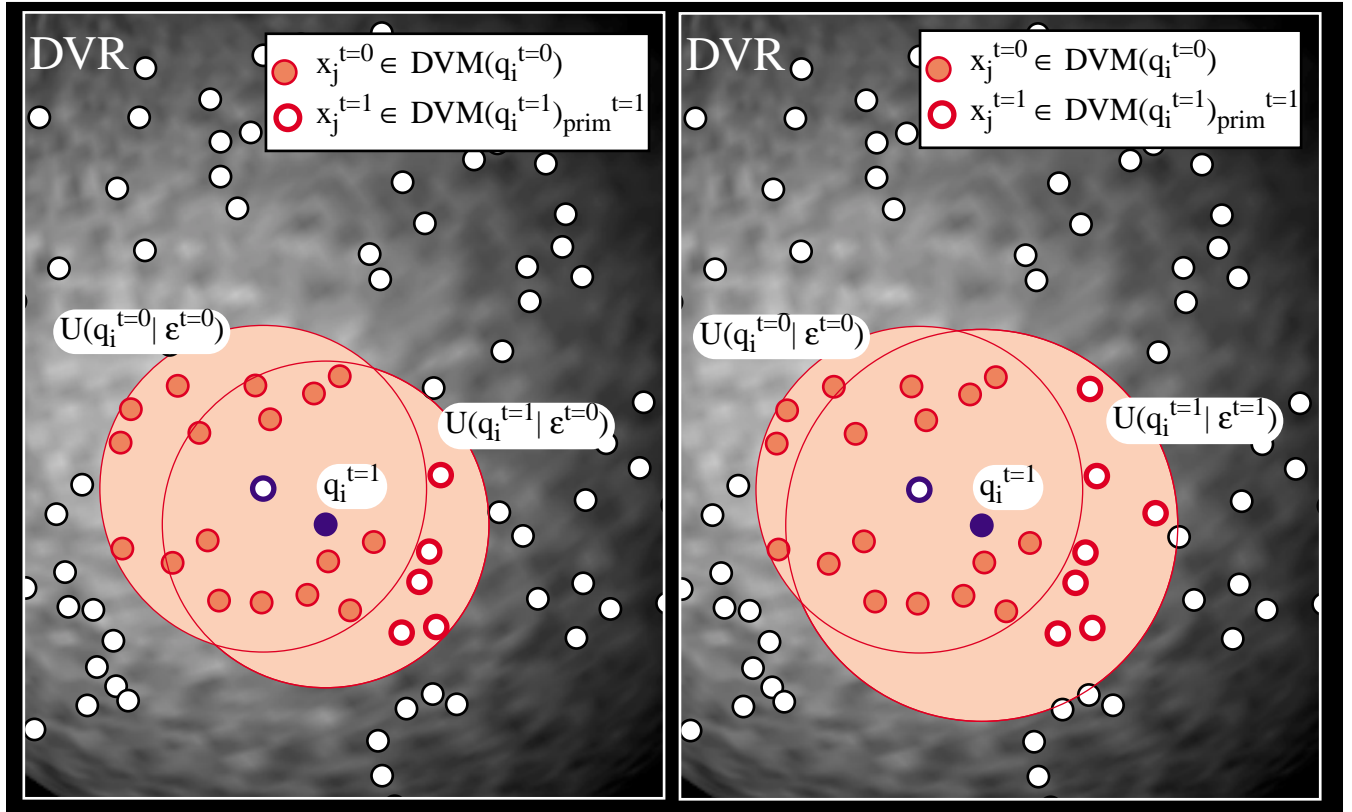 DVR
x_j^{t=0} ∈ DVM(q_i^{t=0})
x_j^{t=1} ∈ DVM(q_i^{t=1})_{prim}^{t=1}
U(q_i^{t=0} | ε^{t=0})
U(q_i^{t=1} | ε^{t=0})
q_i^{t=1}
DVR
x_j^{t=0} ∈ DVM(q_i^{t=0})
x_j^{t=1} ∈ DVM(q_i^{t=1})_{prim}^{t=1}
U(q_i^{t=0} | ε^{t=0})
U(q_i^{t=1} | ε^{t=1})
q_i^{t=1}